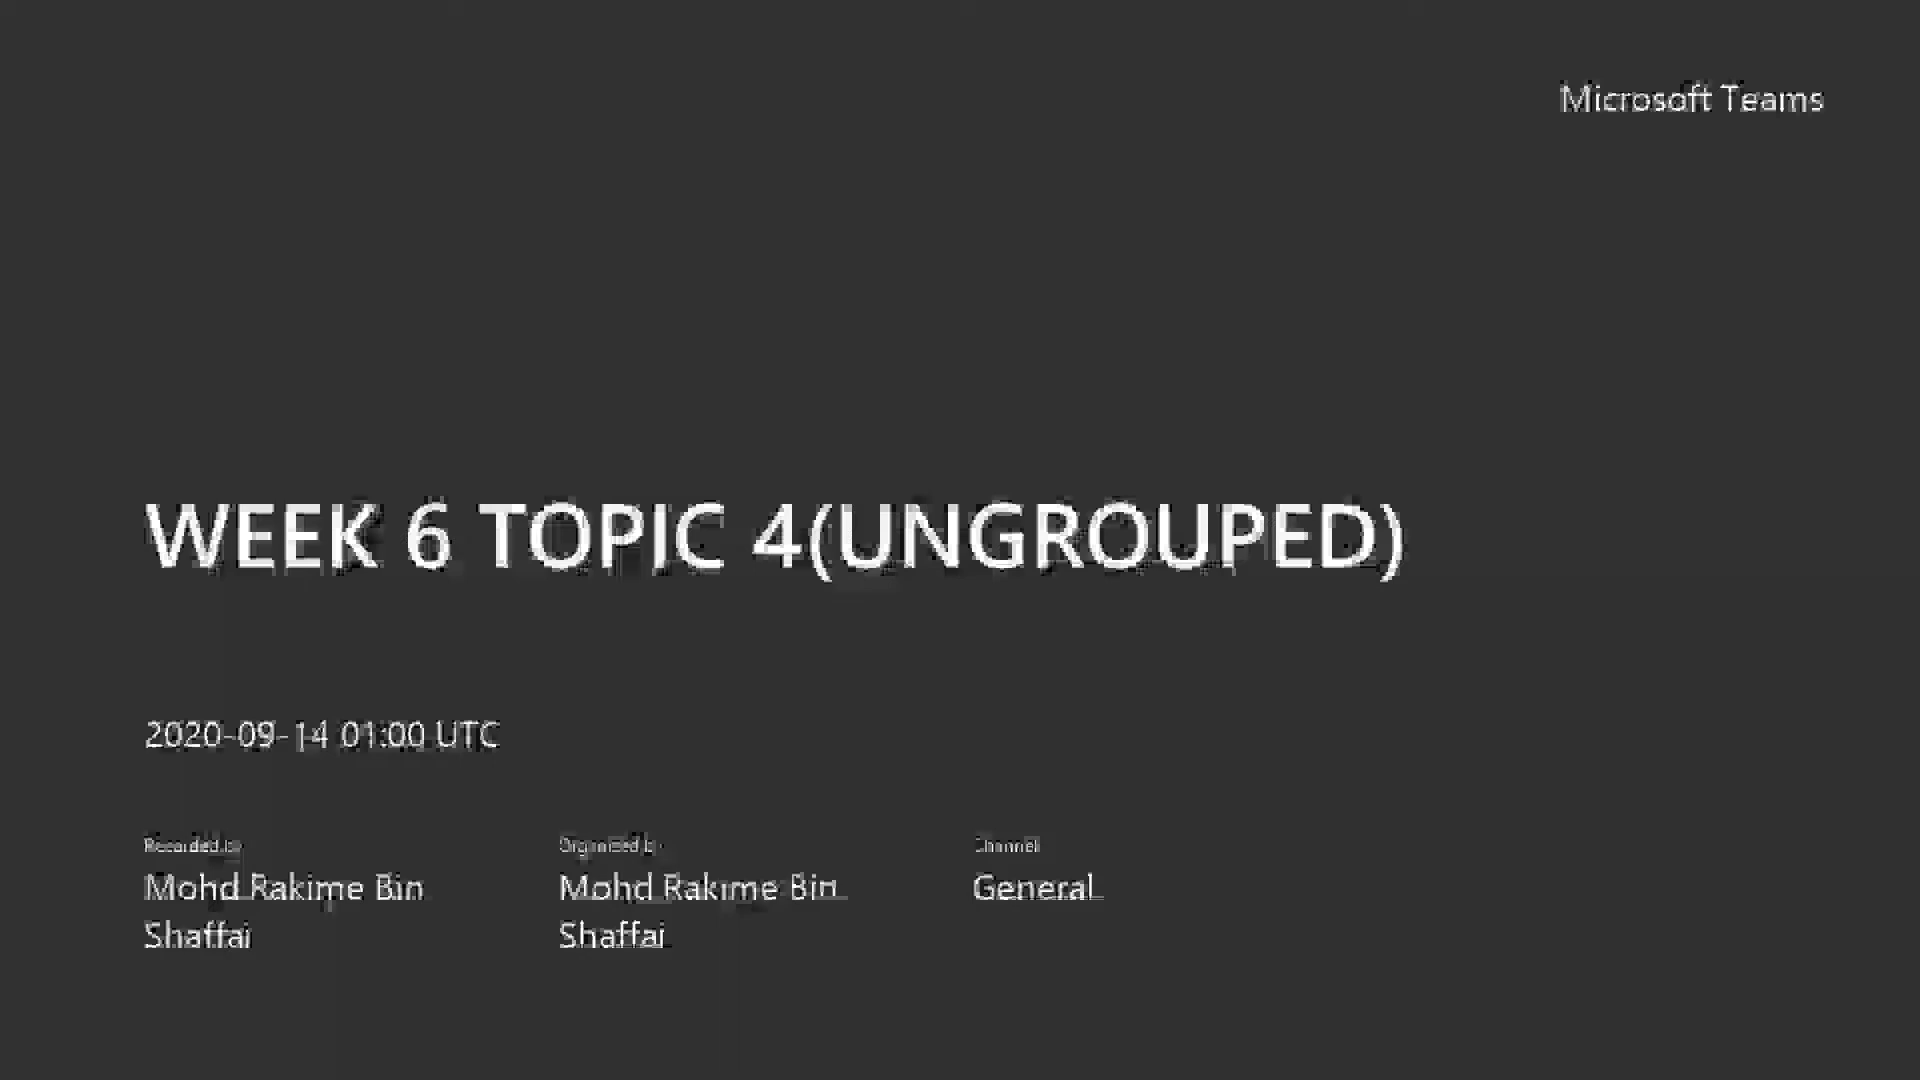 Microsoft Teams
WEEK 6 TOPIC 4(UNGROUPED)
2020-09-14 01:00 UTC
Recorded by
Organized by
Channel
Mohd Rakime Bin
Mohd Rakime Bin
General
Shaffai
Shaffai